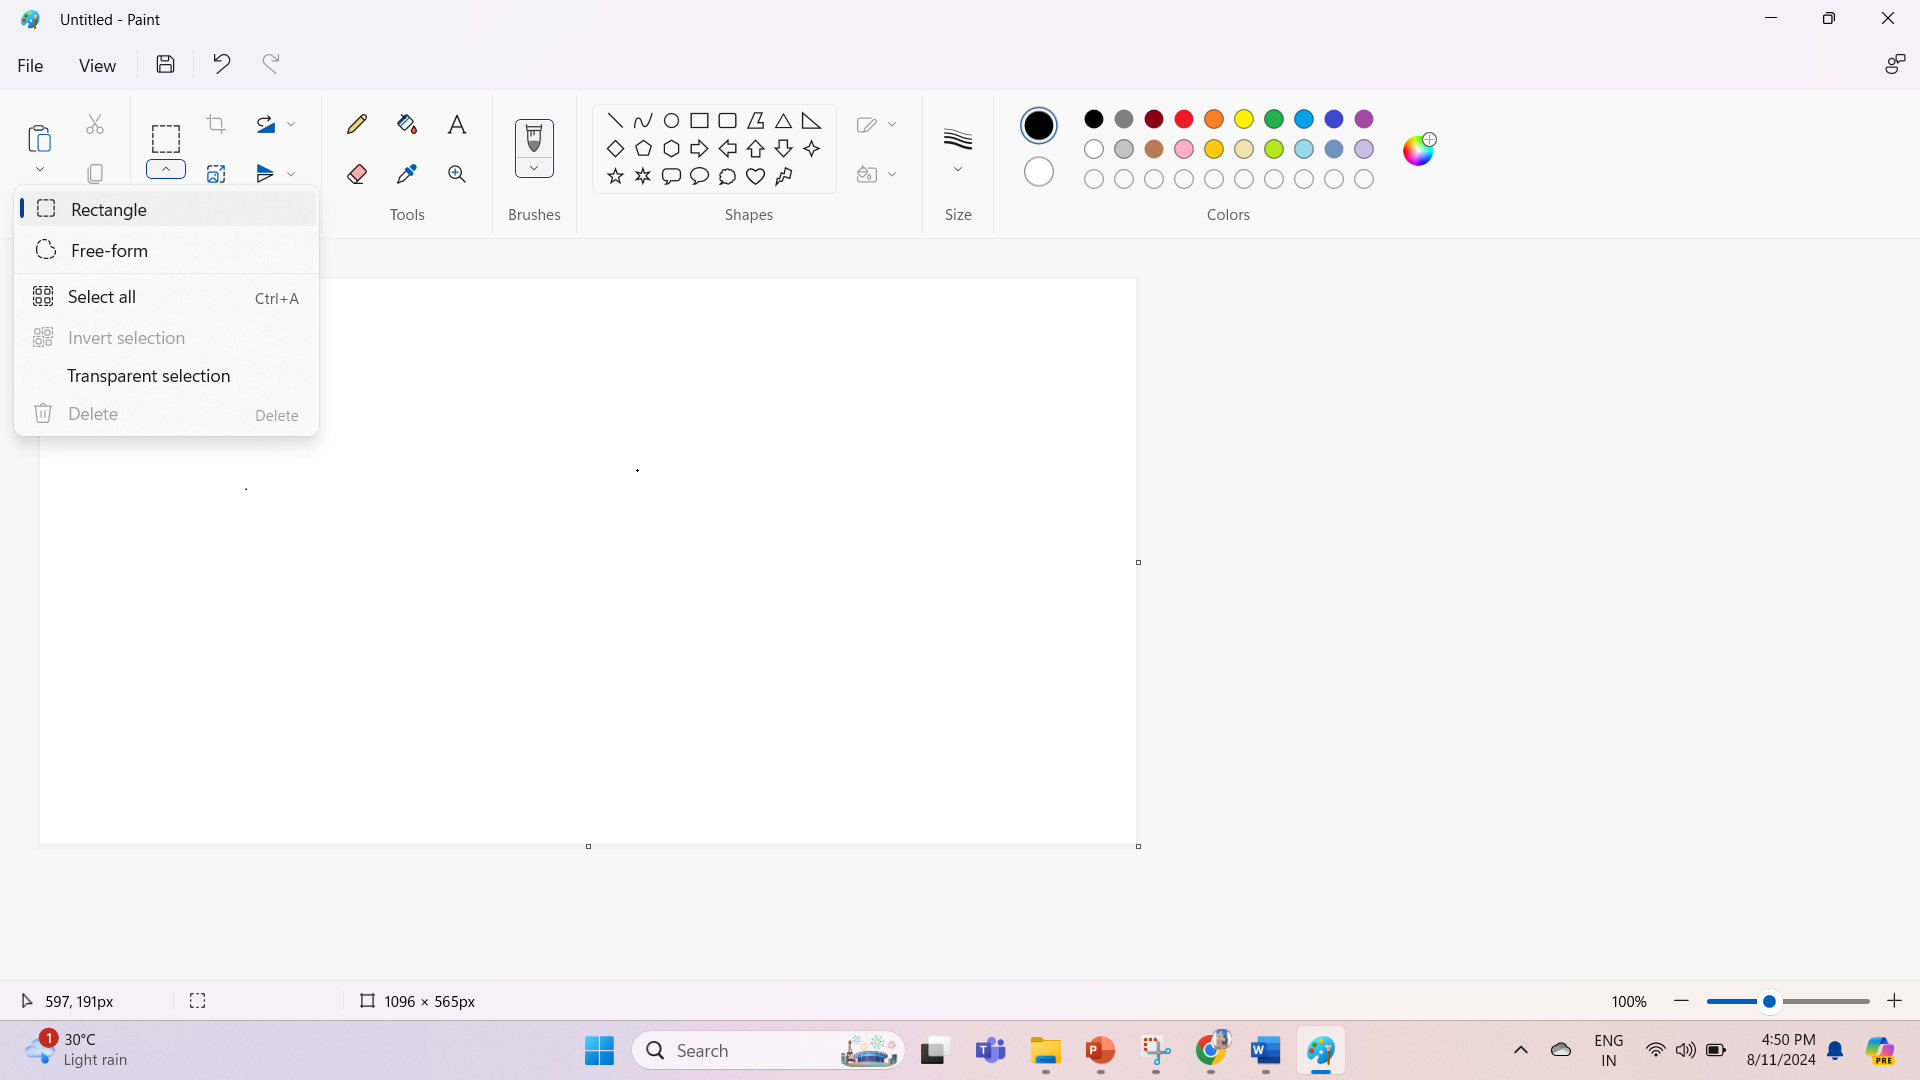 Untitled - Paint
File
View
Tools
Brushes
Shapes
Size
Colors
Rectangle
Free-form
Select all
Ctrl+A
Invert selection
Transparent selection
Delete
Delete
597, 191px
1096 × 565px
100%
1
30°C
Light rain
Search
ENG
IN
4:50 PM
8/11/2024
PRE